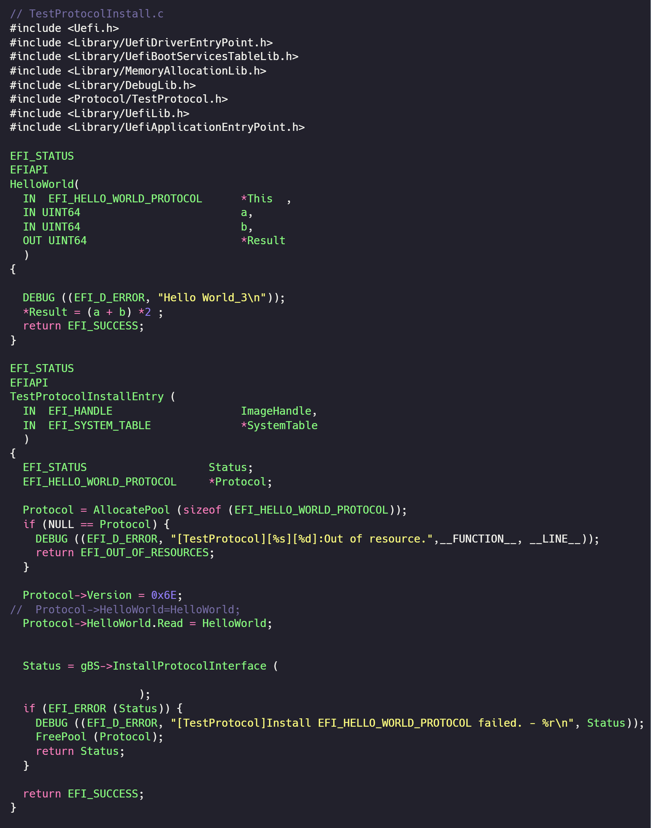 // TestProtocolInstall.c
#include <Uefi.h>
#include <Library/UefiDriverEntryPoint.h>
#include <Library/UefiBootServicesTableLib.h>
#include <Library/MemoryAllocationLib.h>
#include <Library/DebugLib.h>
#include <Protocol/TestProtocol.h>
#include <Library/UefiLib.h>
#include <Library/UefiApplicationEntryPoint.h>

EFI_STATUS
EFIAPI
HelloWorld(
  IN  EFI_HELLO_WORLD_PROTOCOL      *This  ,
  IN UINT64                         a,
  IN UINT64                         b,
  OUT UINT64                        *Result
  )
{

  DEBUG ((EFI_D_ERROR, "Hello World_3\n"));
  *Result = (a + b) *2 ;
  return EFI_SUCCESS;
}

EFI_STATUS
EFIAPI
TestProtocolInstallEntry (
  IN  EFI_HANDLE                    ImageHandle,
  IN  EFI_SYSTEM_TABLE              *SystemTable
  )
{
  EFI_STATUS                   Status;
  EFI_HELLO_WORLD_PROTOCOL     *Protocol;

  Protocol = AllocatePool (sizeof (EFI_HELLO_WORLD_PROTOCOL));
  if (NULL == Protocol) {
    DEBUG ((EFI_D_ERROR, "[TestProtocol][%s][%d]:Out of resource.",__FUNCTION__, __LINE__));
    return EFI_OUT_OF_RESOURCES;
  }

  Protocol->Version = 0x6E;
//  Protocol->HelloWorld=HelloWorld;
  Protocol->HelloWorld.Read = HelloWorld;


  Status = gBS->InstallProtocolInterface (

                    );
  if (EFI_ERROR (Status)) {
    DEBUG ((EFI_D_ERROR, "[TestProtocol]Install EFI_HELLO_WORLD_PROTOCOL failed. - %r\n", Status));
    FreePool (Protocol);
    return Status;
  }

  return EFI_SUCCESS;
}